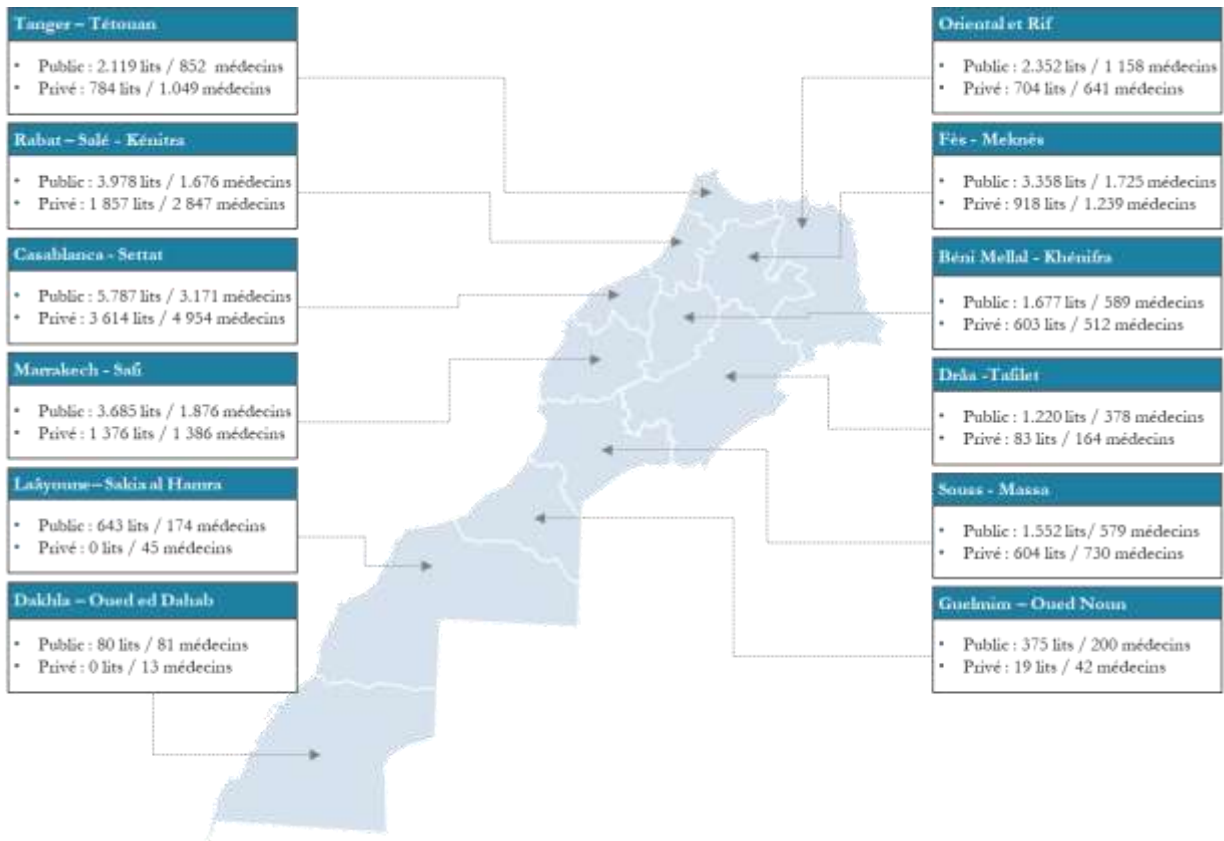 Tanger – Tétouan
• Public : 2.119 lits / 852 médecins
• Privé : 784 lits / 1.049 médecins
Rabat – Salé - Kénitra
• Public : 3.978 lits / 1.676 médecins
• Privé : 1 857 lits / 2 847 médecins
Casablanca - Settat
• Public : 5.787 lits / 3.171 médecins
• Privé : 3 614 lits / 4 954 médecins
Marrakech - Safi
• Public : 3.685 lits / 1.876 médecins
• Privé : 1 376 lits / 1 386 médecins
Laâyoune– Sakia al Hamra
• Public : 643 lits / 174 médecins
• Privé : 0 lits / 45 médecins
Dakhla – Oued ed Dahab
• Public : 80 lits / 81 médecins
• Privé : 0 lits / 13 médecins
Oriental et Rif
• Public : 2.352 lits / 1 158 médecins
• Privé : 704 lits / 641 médecins
Fès - Meknès
• Public : 3.358 lits / 1.725 médecins
• Privé : 918 lits / 1.239 médecins
Béni Mellal - Khénifra
• Public : 1.677 lits / 589 médecins
• Privé : 603 lits / 512 médecins
Drâa -Tafilet
• Public : 1.220 lits / 378 médecins
• Privé : 83 lits / 164 médecins
Souss - Massa
• Public : 1.552 lits/ 579 médecins
• Privé : 604 lits / 730 médecins
Guelmim – Oued Noun
• Public : 375 lits / 200 médecins
• Privé : 19 lits / 42 médecins